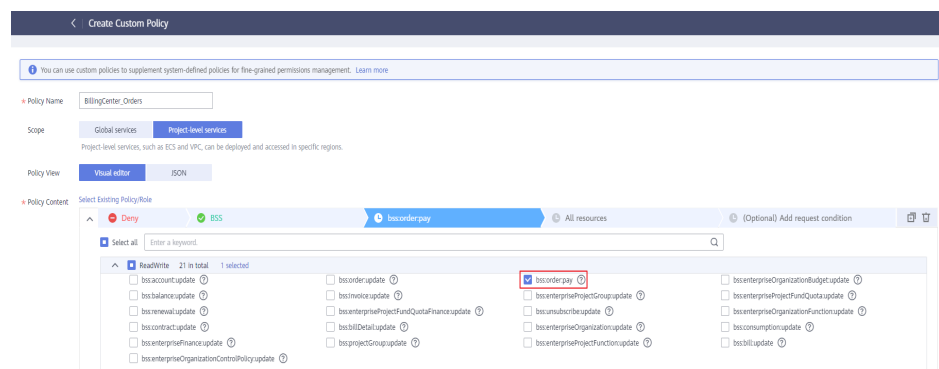 Create Custom Policy
You can use custom policies to supplement system-defined policies for fine-grained permissions management. Learn more
* Policy Name BillingCenter_Orders
Scope Global services Project-level services
Project-level services, such as ECS and VPC, can be deployed and accessed in specific regions.
Policy View Visual editor JSON
* Policy Content Select Existing Policy/Role
Deny BSS bss:order:pay All resources (Optional) Add request condition
Select all Enter a keyword.
ReadWrite 21 in total 1 selected
bss:account:update bss:order:update bss:order:pay bss:enterpriseOrganizationBudget:update
bss:balance:update bss:invoice:update bss:enterpriseProjectGroup:update bss:enterpriseProjectFundQuota:update
bss:renewal:update bss:enterpriseProjectFundQuotaFinance:update bss:unsubscribe:update bss:enterpriseOrganizationFunction:update
bss:contract:update bss:billDetail:update bss:enterpriseOrganization:update bss:consumption:update
bss:enterpriseFinance:update bss:projectGroup:update bss:enterpriseProjectFunction:update bss:bill:update
bss:enterpriseOrganizationControlPolicy:update